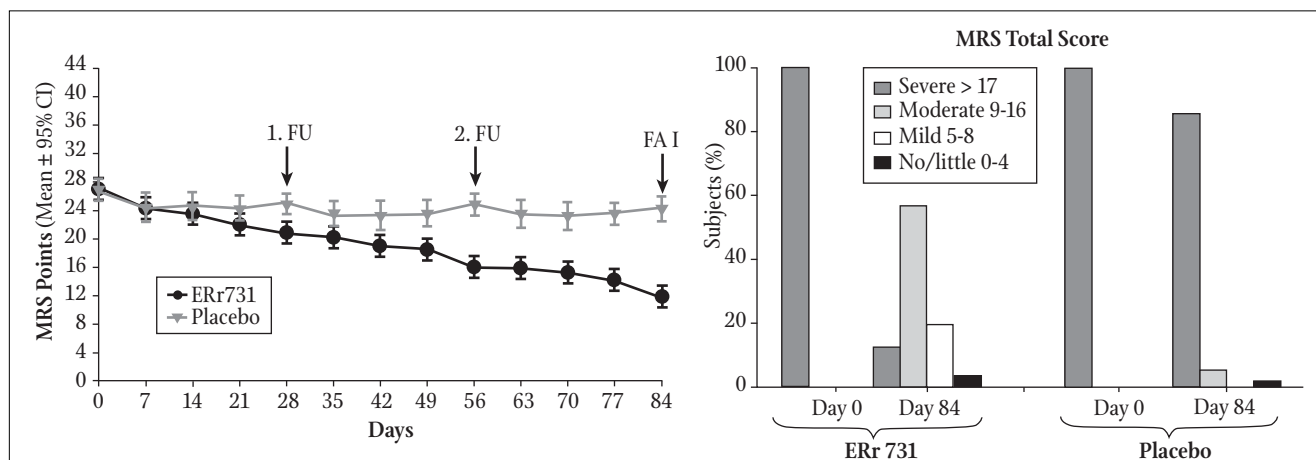 MRS Points (Mean ± 95% CI)
44
40
36
32
28
24
20
16
12
8
4
0
1. FU
2. FU
FA I
ERr731
Placebo
0 7 14 21 28 35 42 49 56 63 70 77 84
Days
MRS Total Score
Subjects (%)
100
80
60
40
20
0
Severe > 17
Moderate 9-16
Mild 5-8
No/little 0-4
Day 0 Day 84 Day 0 Day 84
ERr 731 Placebo